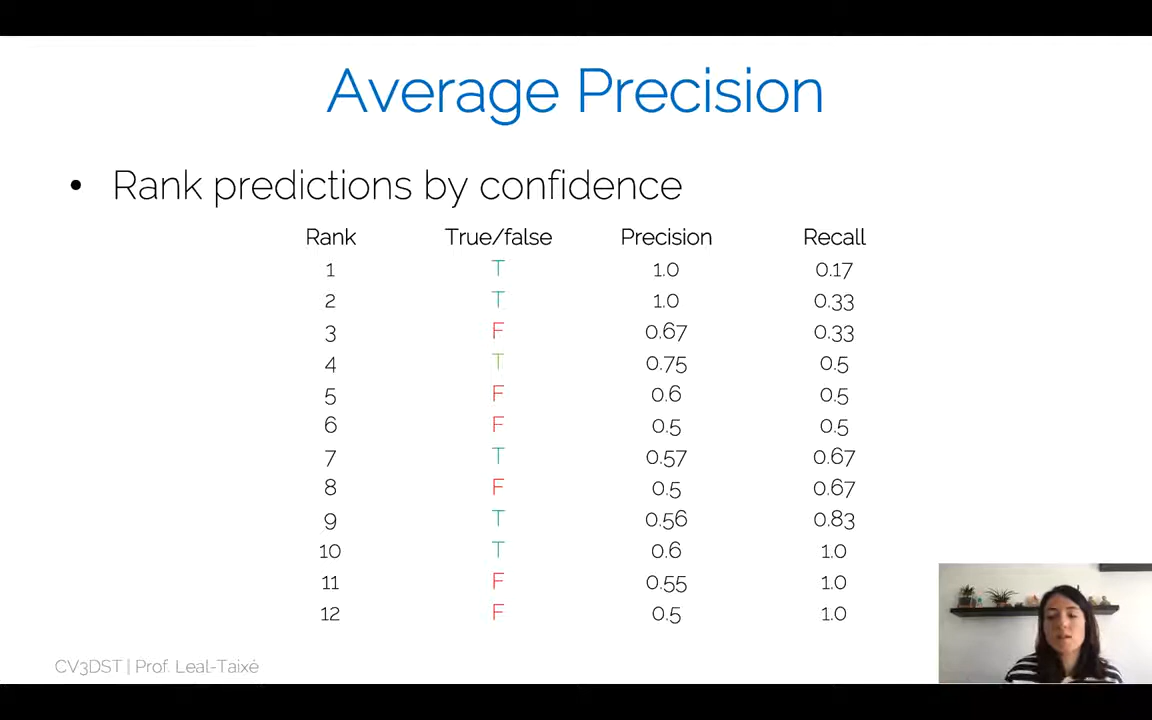 Average Precision
• Rank predictions by confidence
Rank True/false Precision Recall
1 T 1.0 0.17
2 T 1.0 0.33
3 F 0.67 0.33
4 T 0.75 0.5
5 F 0.6 0.5
6 F 0.5 0.5
7 T 0.57 0.67
8 F 0.5 0.67
9 T 0.56 0.83
10 T 0.6 1.0
11 F 0.55 1.0
12 F 0.5 1.0
CV3DST | Prof. Leal-Taixé